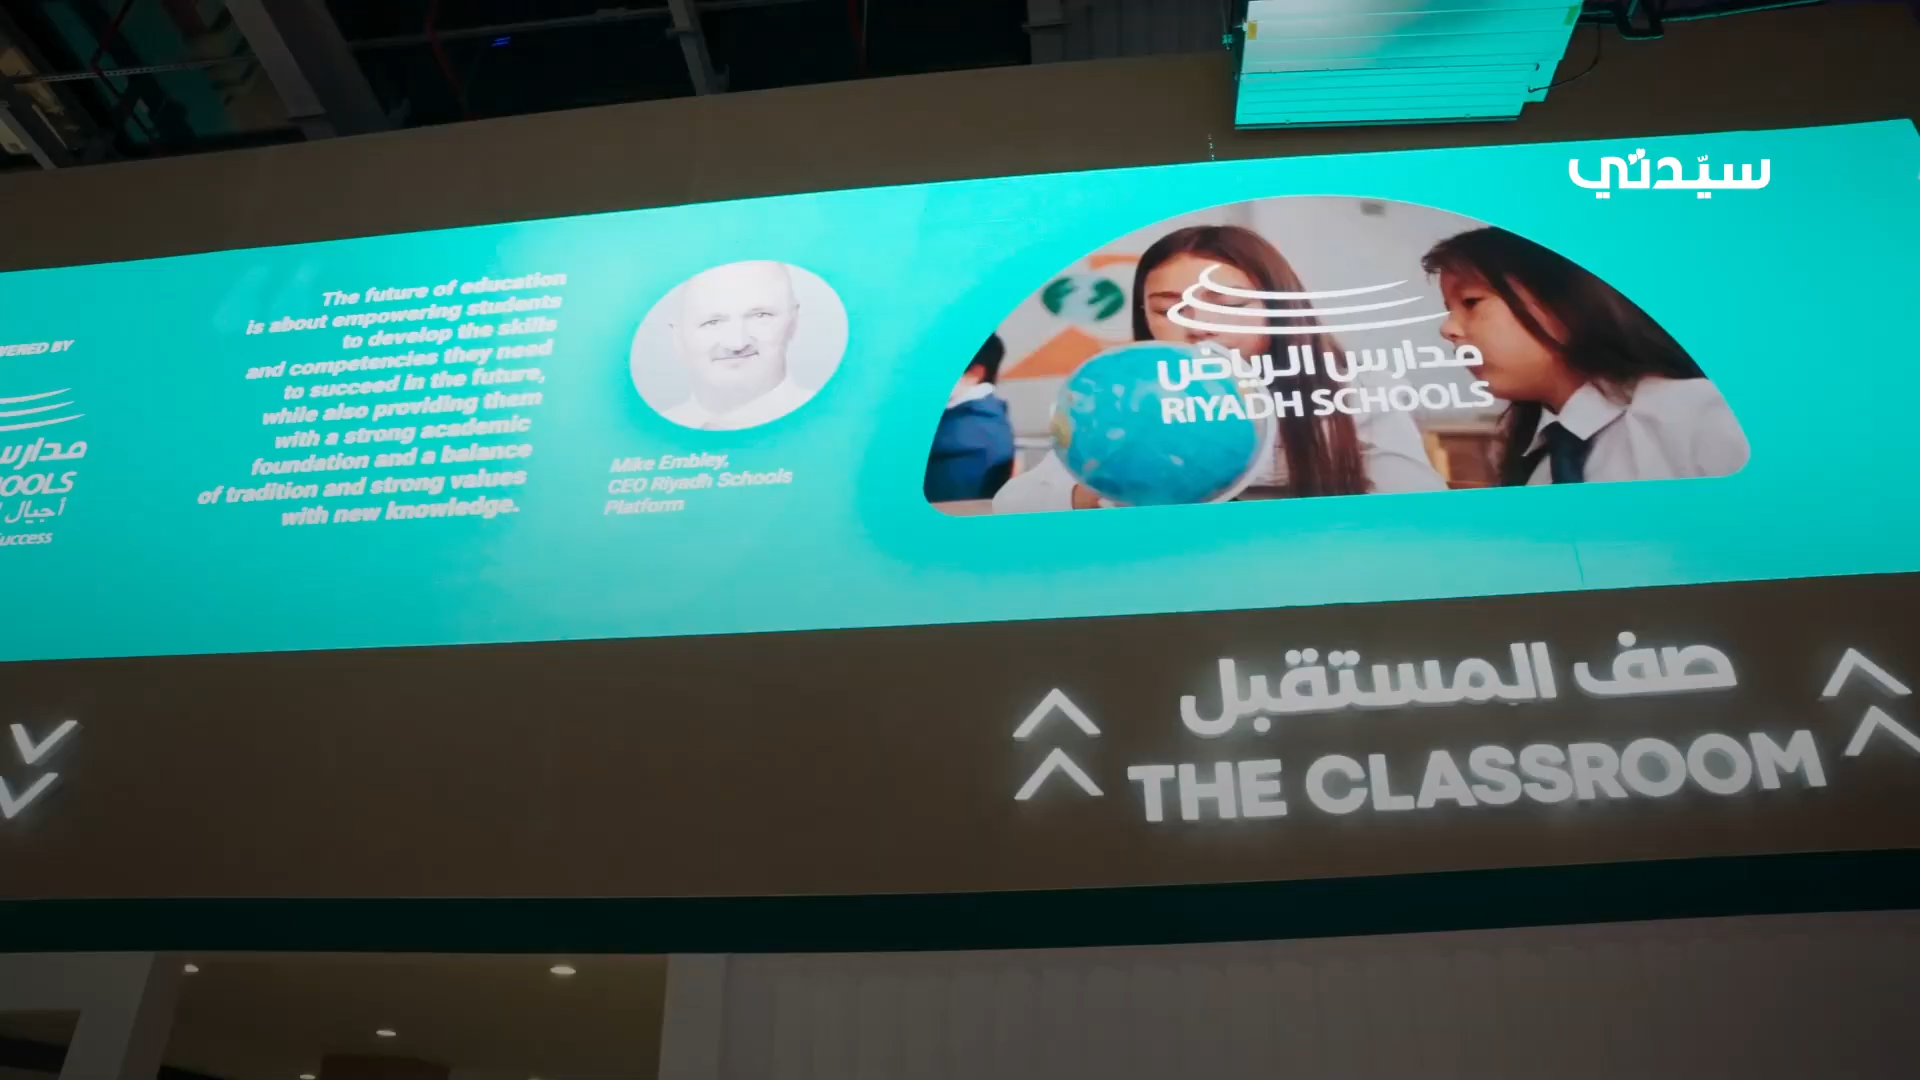 سيّدتي
The future of education
is about empowering students
to develop the skills
and competencies they need
to succeed in the future,
while also providing them
with a strong academic
foundation and a balance
of tradition and strong values
with new knowledge.
Mike Embley,
CEO Riyadh Schools
Platform
مدارس الرياض
RIYADH SCHOOLS
مدارس
أجيال
صف المستقبل
THE CLASSROOM